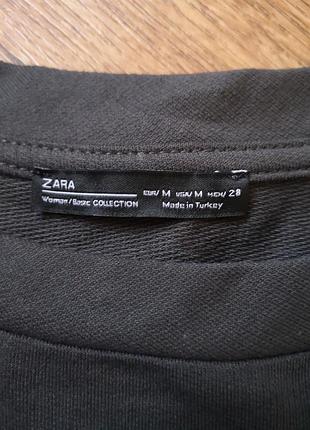 ZARA
EUR/ M USA/ M MEX/ 28
Woman/Basic COLLECTION
Made in Turkey